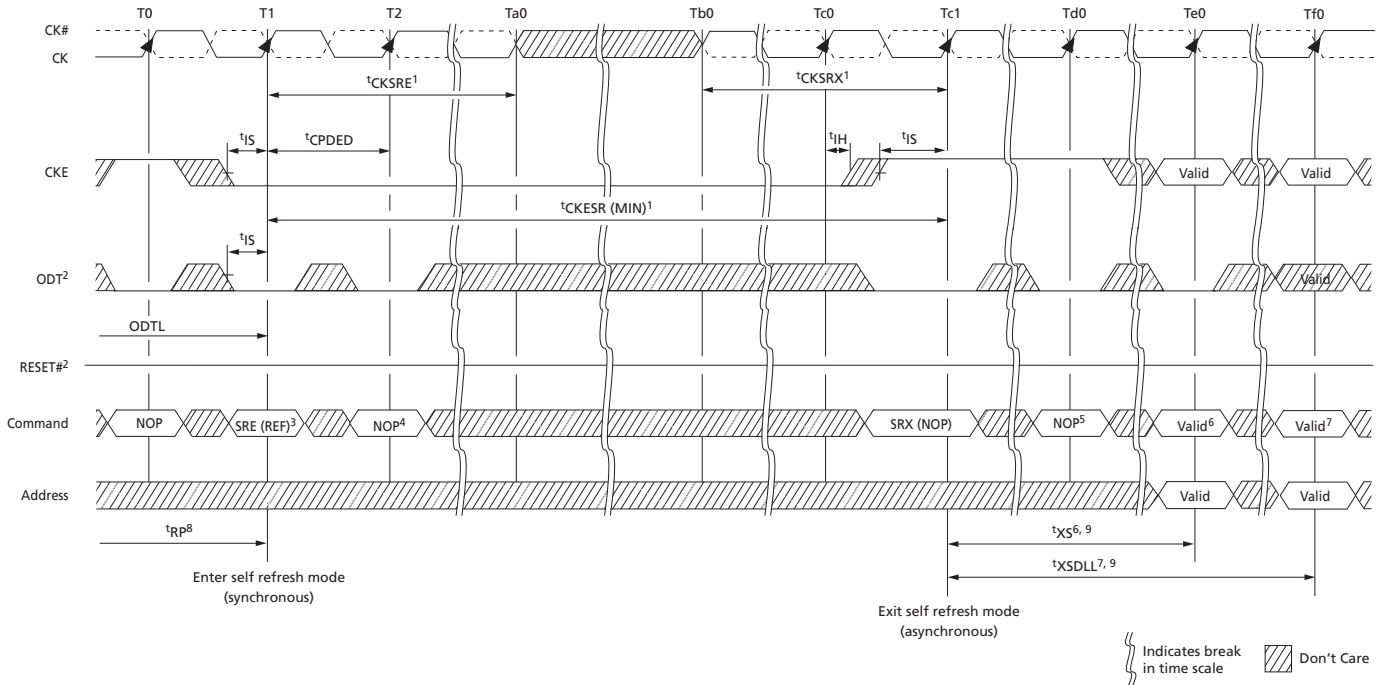 T0 T1 T2 Ta0 Tb0 Tc0 Tc1 Td0 Te0 Tf0
CK#
CK
tCKSRE1 tCKSRX1
tIS tCPDED tIH tIS
CKE Valid Valid
tCKESR (MIN)1
tIS
ODT2 Valid
ODTL
RESET#2
Command NOP SRE (REF)3 NOP4 SRX (NOP) NOP5 Valid6 Valid7
Address Valid Valid
tRP8 tXS6, 9
tXSDLL7, 9
Enter self refresh mode
(synchronous)
Exit self refresh mode
(asynchronous)
Indicates break
in time scale
Don't Care